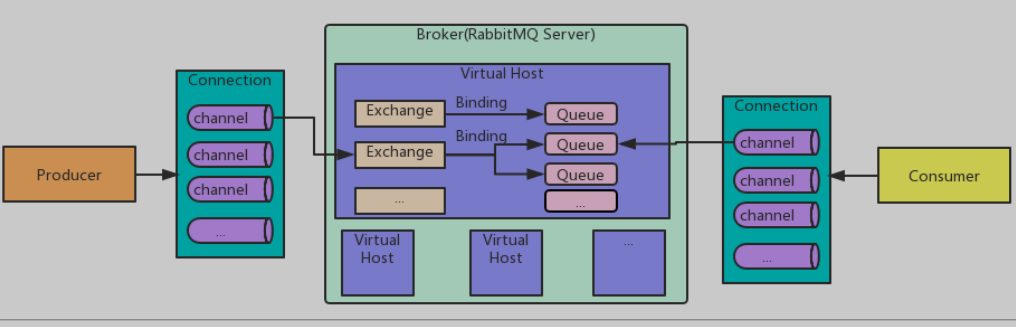 Broker(RabbitMQ Server)
Virtual Host
Connection
channel
channel
channel
...
Producer
Exchange
Binding
Queue
Exchange
Binding
Queue
Queue
...
...
Virtual
Host
Virtual
Host
...
Connection
channel
channel
channel
...
Consumer